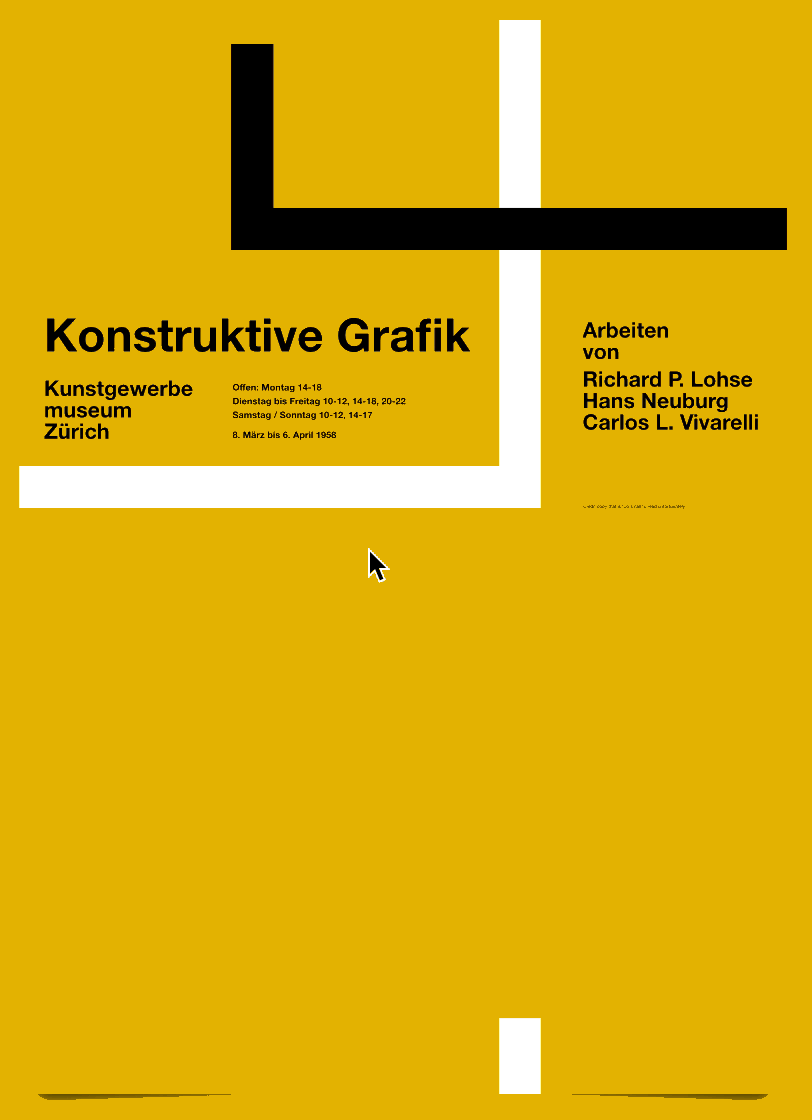 Konstruktive Grafik
Kunstgewerbe
museum
Zürich
Offen: Montag 14-18
Dienstag bis Freitag 10-12, 14-18, 20-22
Samstag / Sonntag 10-12, 14-17
8. März bis 6. April 1958
Arbeiten
von
Richard P. Lohse
Hans Neuburg
Carlos L. Vivarelli